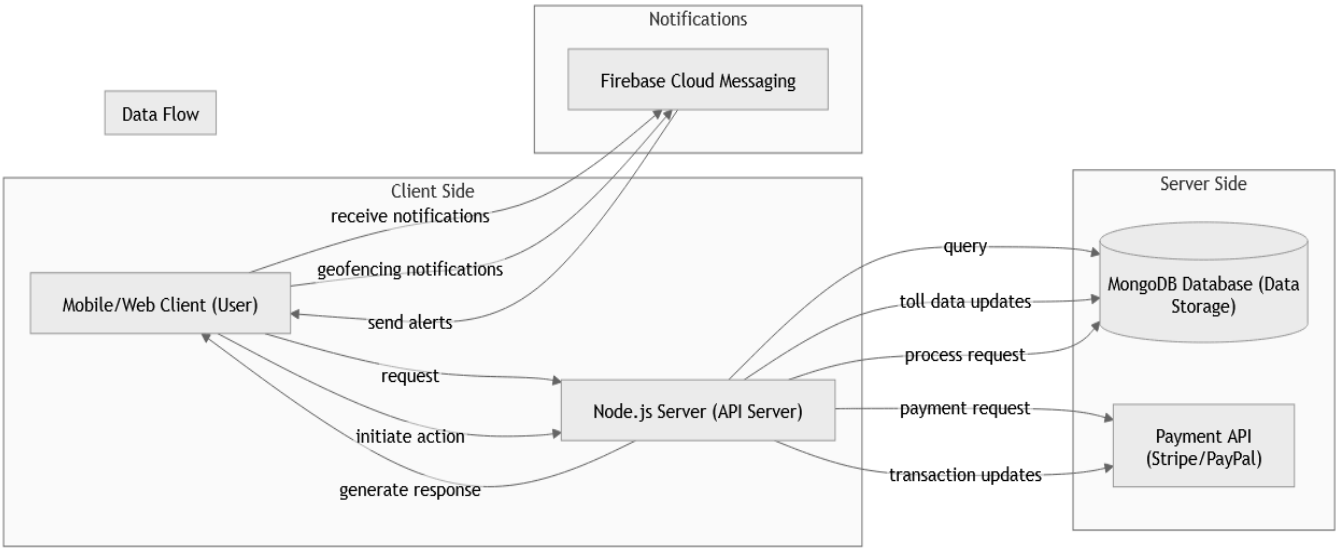 Notifications
Firebase Cloud Messaging
Data Flow
Client Side
receive notifications
geofencing notifications
Mobile/Web Client (User)
send alerts
request
Node.js Server (API Server)
initiate action
generate response
Server Side
query
MongoDB Database (Data
Storage)
toll data updates
process request
payment request
Payment API
(Stripe/PayPal)
transaction updates